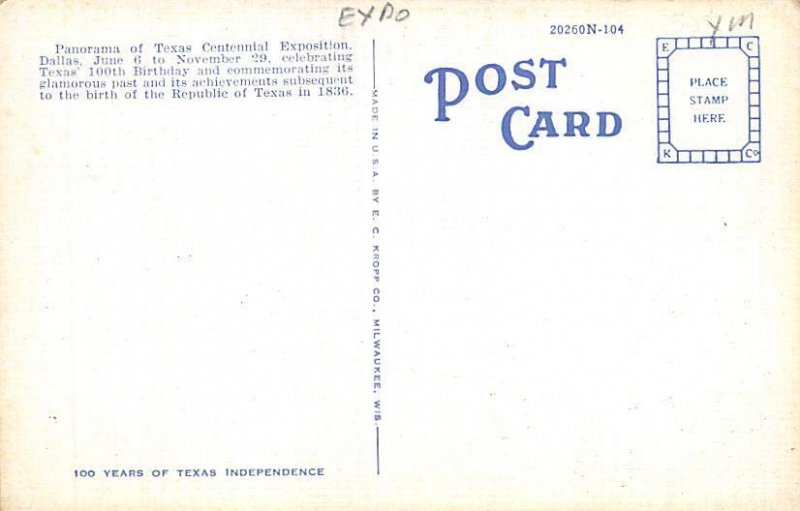 EXPO
20260N-104
YM
Panorama of Texas Centennial Exposition,
Dallas, June 6 to November 29, celebrating
Texas' 100th Birthday and commemorating its
glamorous past and its achievements subsequent
to the birth of the Republic of Texas in 1836.
POST
CARD
E C
PLACE
STAMP
HERE
K Co
MADE IN U.S.A. BY E. C. KROPP CO., MILWAUKEE, WIS.
100 YEARS OF TEXAS INDEPENDENCE